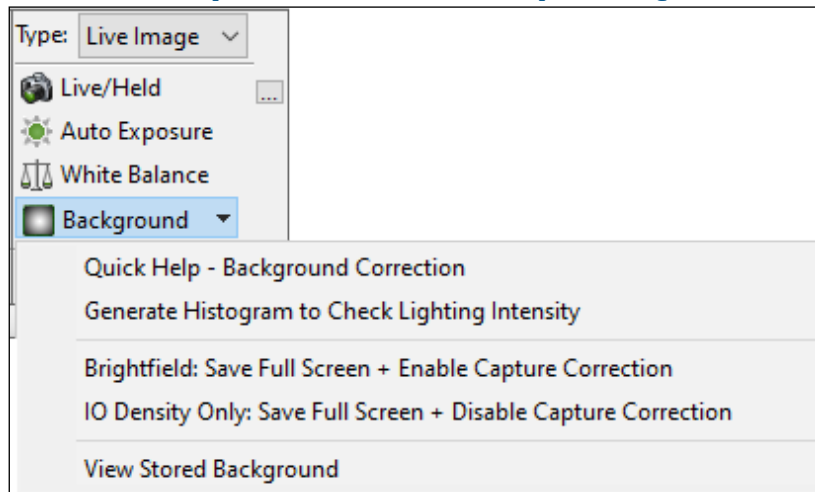 Type: Live Image
Live/Held ...
Auto Exposure
White Balance
Background
Quick Help - Background Correction
Generate Histogram to Check Lighting Intensity
Brightfield: Save Full Screen + Enable Capture Correction
IO Density Only: Save Full Screen + Disable Capture Correction
View Stored Background